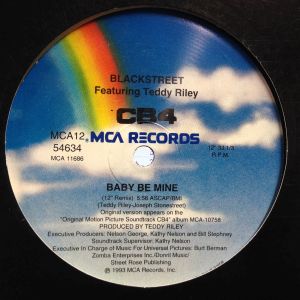 BLACKSTREET
Featuring Teddy Riley
CB4
MCA12
54634
MCA RECORDS
MCA 11686
12" 33 1/3
R.P.M.
BABY BE MINE
(12" Remix) 5:56 ASCAP/BMI
(Teddy Riley-Joseph Stonestreet)
Original version appears on the
"Original Motion Picture Soundtrack CB4" album MCA-10758
PRODUCED BY TEDDY RILEY
Executive Producers: Nelson George, Kathy Nelson and Bill Stephney
Soundtrack Supervisor: Kathy Nelson
Executive In Charge of Music For Universal Pictures: Burt Berman
Zomba Enterprises Inc./Donril Music/
Street Rose Publishing
℗ 1993 MCA Records, Inc.